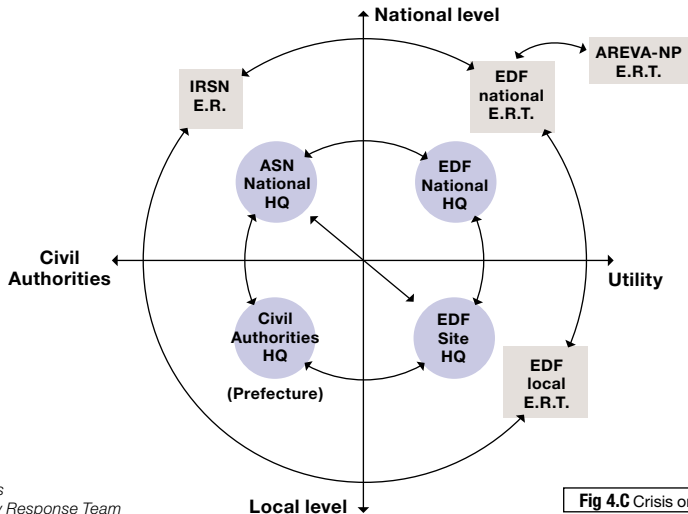 National level
AREVA-NP
E.R.T.
EDF
national
E.R.T.
IRSN
E.R.
ASN
National
HQ
EDF
National
HQ
Civil
Authorities
Utility
Civil
Authorities
HQ
(Prefecture)
EDF
Site
HQ
EDF
local
E.R.T.
Response Team
Local level
Fig 4.C Crisis